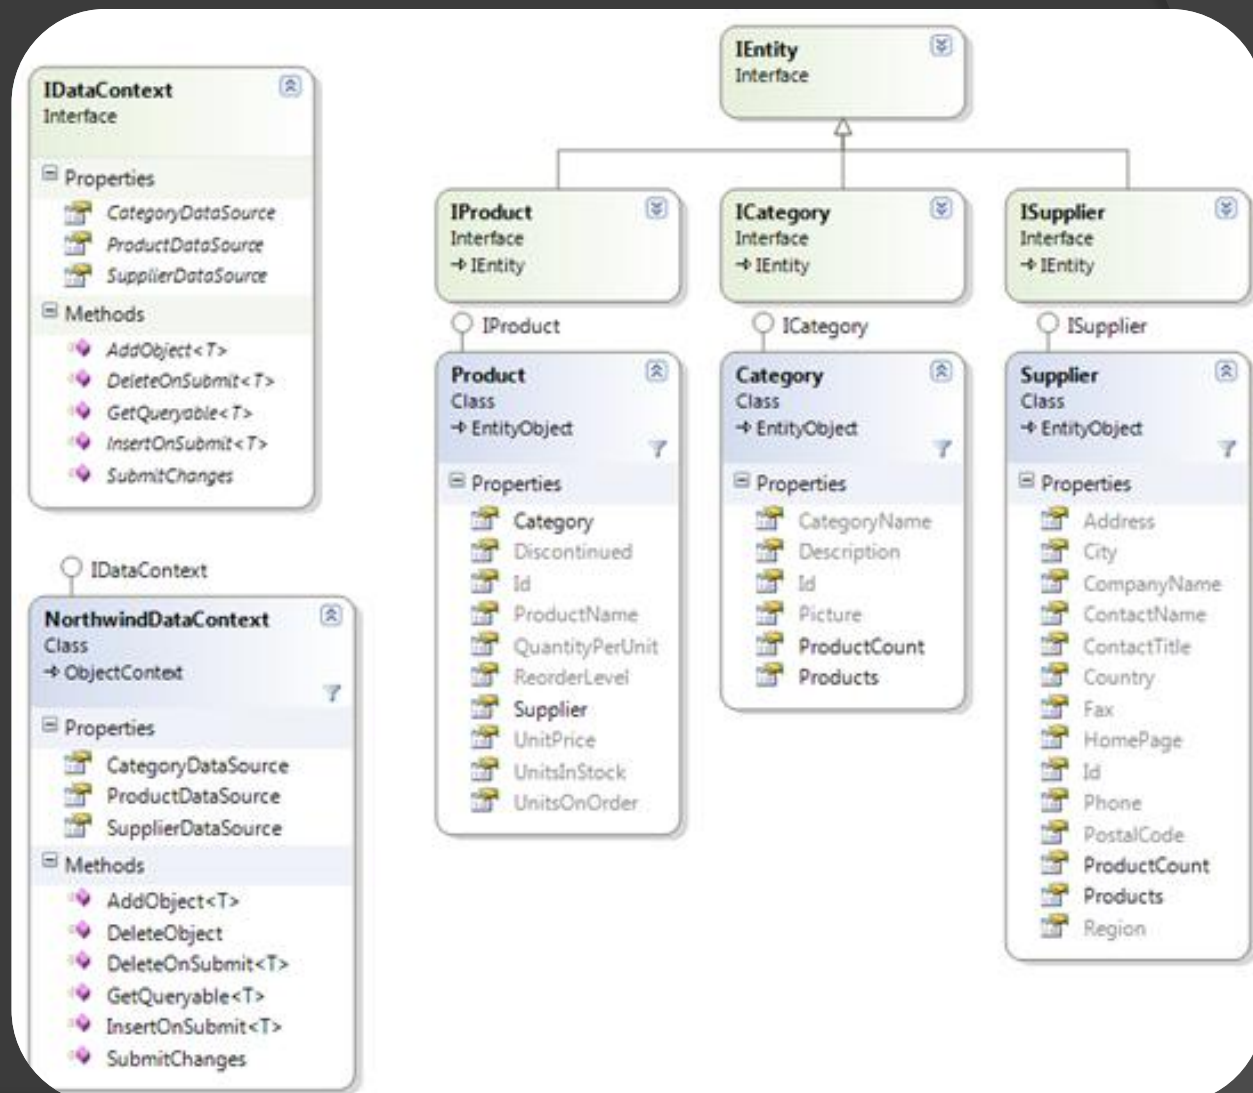 IDataContext
Interface
Properties
CategoryDataSource
ProductDataSource
SupplierDataSource
Methods
AddObject<T>
DeleteOnSubmit<T>
GetQueryable<T>
InsertOnSubmit<T>
SubmitChanges
IDataContext
NorthwindDataContext
Class
ObjectContext
Properties
CategoryDataSource
ProductDataSource
SupplierDataSource
Methods
AddObject<T>
DeleteObject
DeleteOnSubmit<T>
GetQueryable<T>
InsertOnSubmit<T>
SubmitChanges
IEntity
Interface
IProduct
Interface
IEntity
IProduct
Product
Class
EntityObject
Properties
Category
Discontinued
Id
ProductName
QuantityPerUnit
ReorderLevel
Supplier
UnitPrice
UnitsInStock
UnitsOnOrder
ICategory
Interface
IEntity
ICategory
Category
Class
EntityObject
Properties
CategoryName
Description
Id
Picture
ProductCount
Products
ISupplier
Interface
IEntity
ISupplier
Supplier
Class
EntityObject
Properties
Address
City
CompanyName
ContactName
ContactTitle
Country
Fax
HomePage
Id
Phone
PostalCode
ProductCount
Products
Region